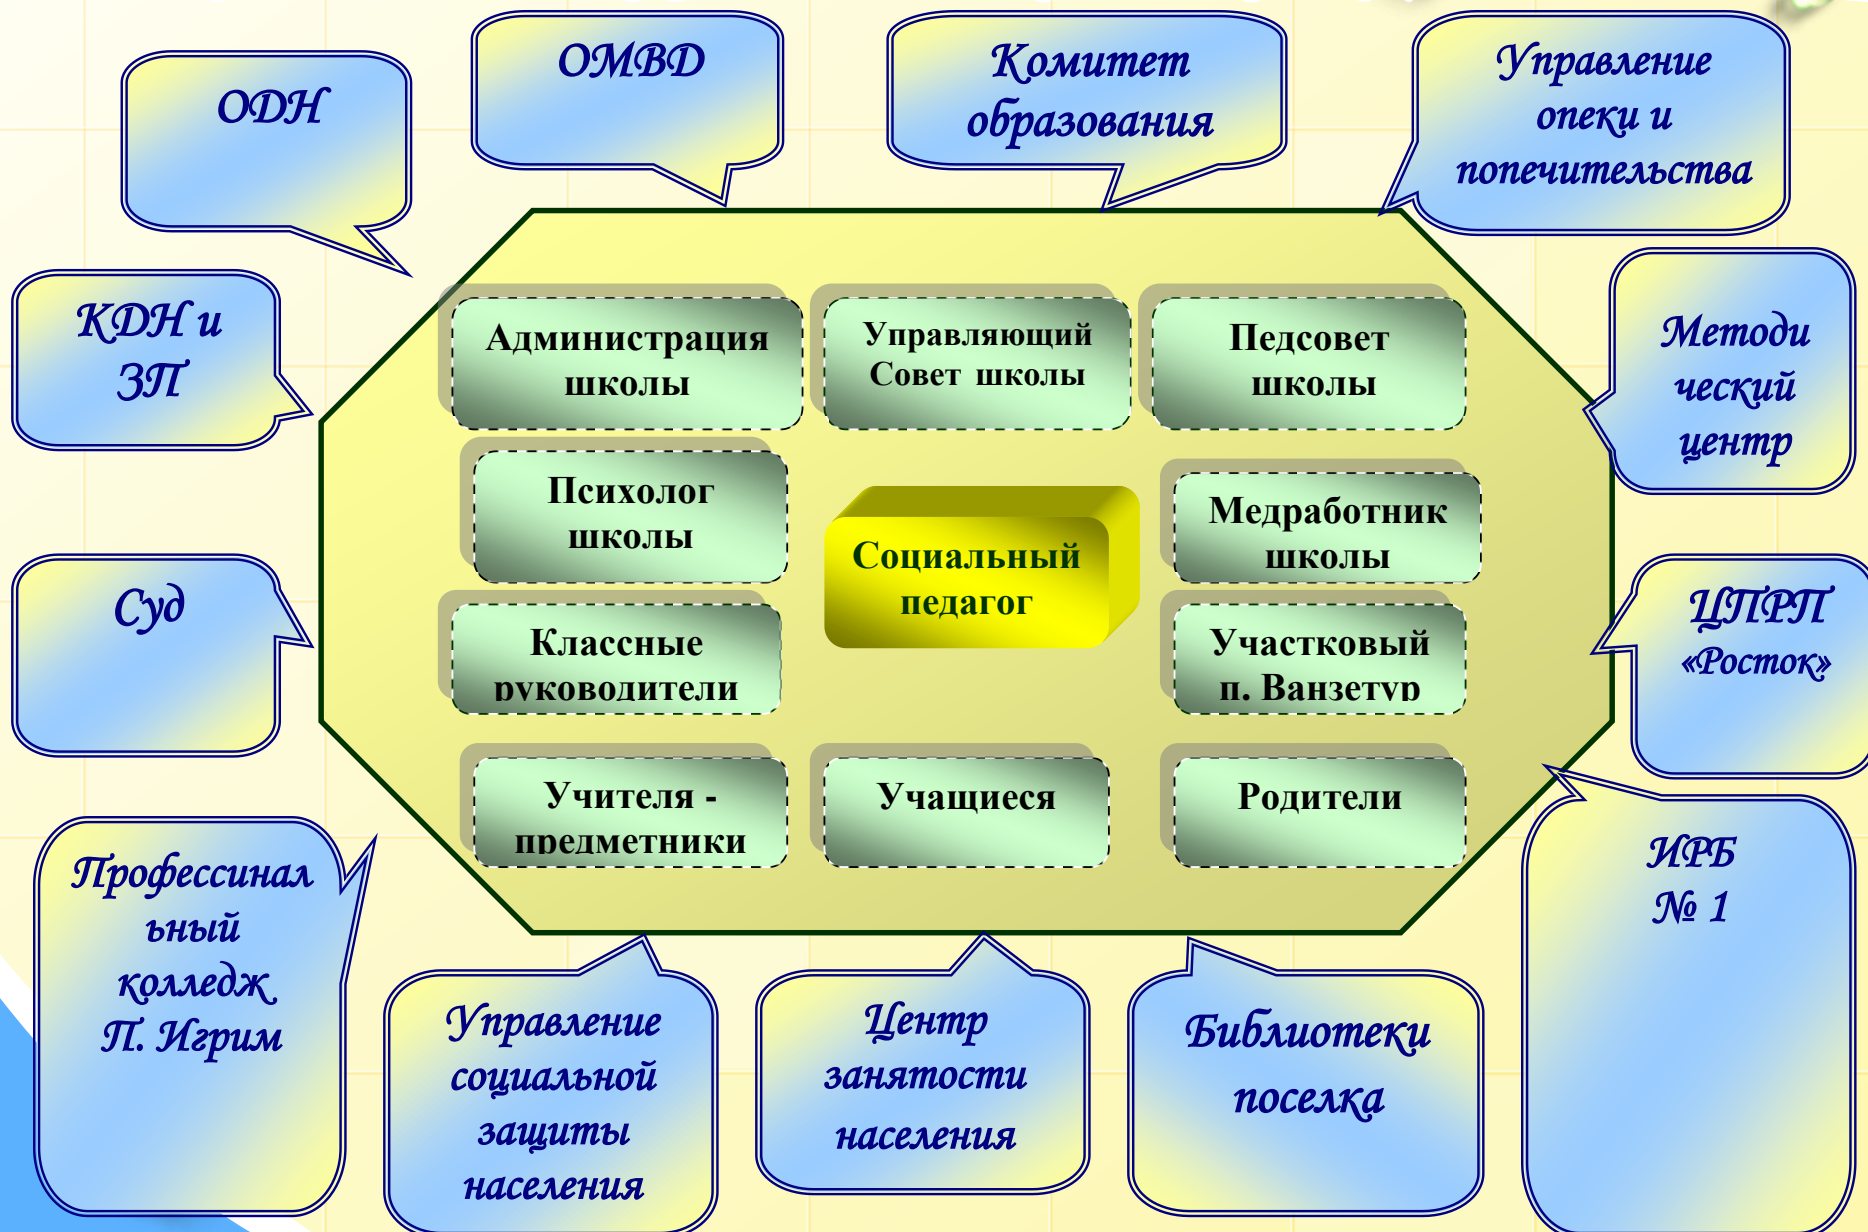 ОДН
ОМВД
Комитет
образования
Управление
опеки и
попечительства
КДН и
ЗП
Администрация
школы
Управляющий
Совет школы
Педсовет
школы
Методи
ческий
центр
Психолог
школы
Социальный
педагог
Медработник
школы
Суд
Классные
руководители
Участковый
п. Ванзетур
ЦПРП
«Росток»
Учителя -
предметники
Учащиеся
Родители
Профессинал
ьный
колледж
П. Игрим
Управление
социальной
защиты
населения
Центр
занятости
населения
Библиотеки
поселка
ИРБ
№ 1